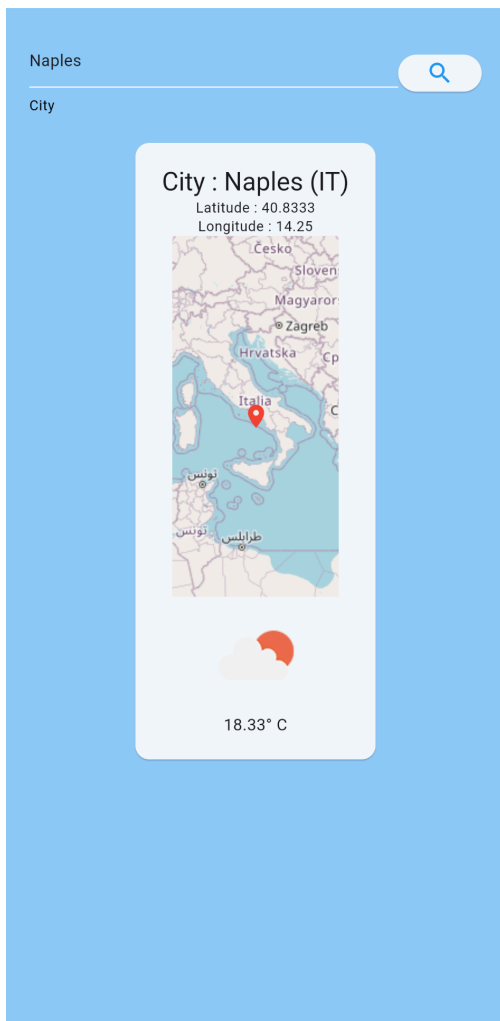 Naples
City
City : Naples (IT)
Latitude : 40.8333
Longitude : 14.25
Česko
Sloven
Magyaror
Zagreb
Hrvatska
Ср
Italia
C
تونس
تونس
طرابلس
18.33° C